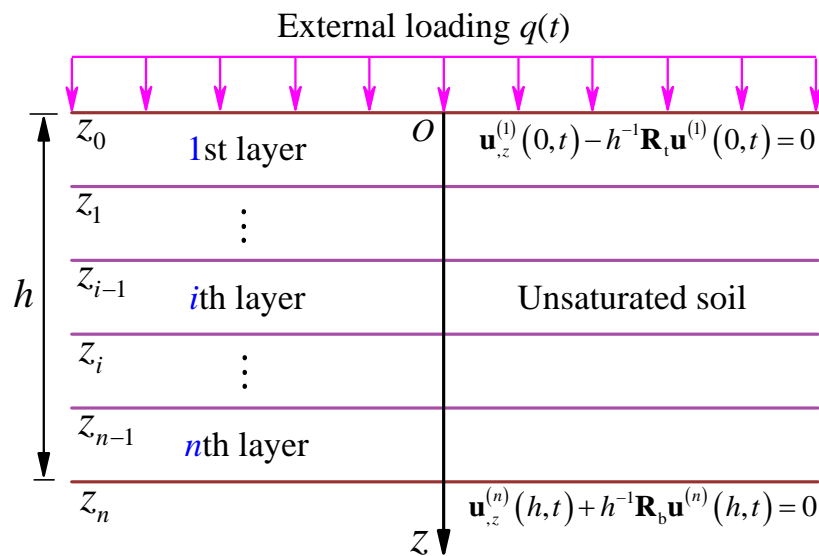 External loading q(t)
z₀ O 𝐮,z⁽¹⁾(0,t)−h⁻¹𝐑ₜ𝐮⁽¹⁾(0,t)=0
1st layer
z₁
⋮
zᵢ₋₁
h ith layer Unsaturated soil
zᵢ
⋮
zₙ₋₁
nth layer
zₙ 𝐮,z⁽ⁿ⁾(h,t)+h⁻¹𝐑_b𝐮⁽ⁿ⁾(h,t)=0
z